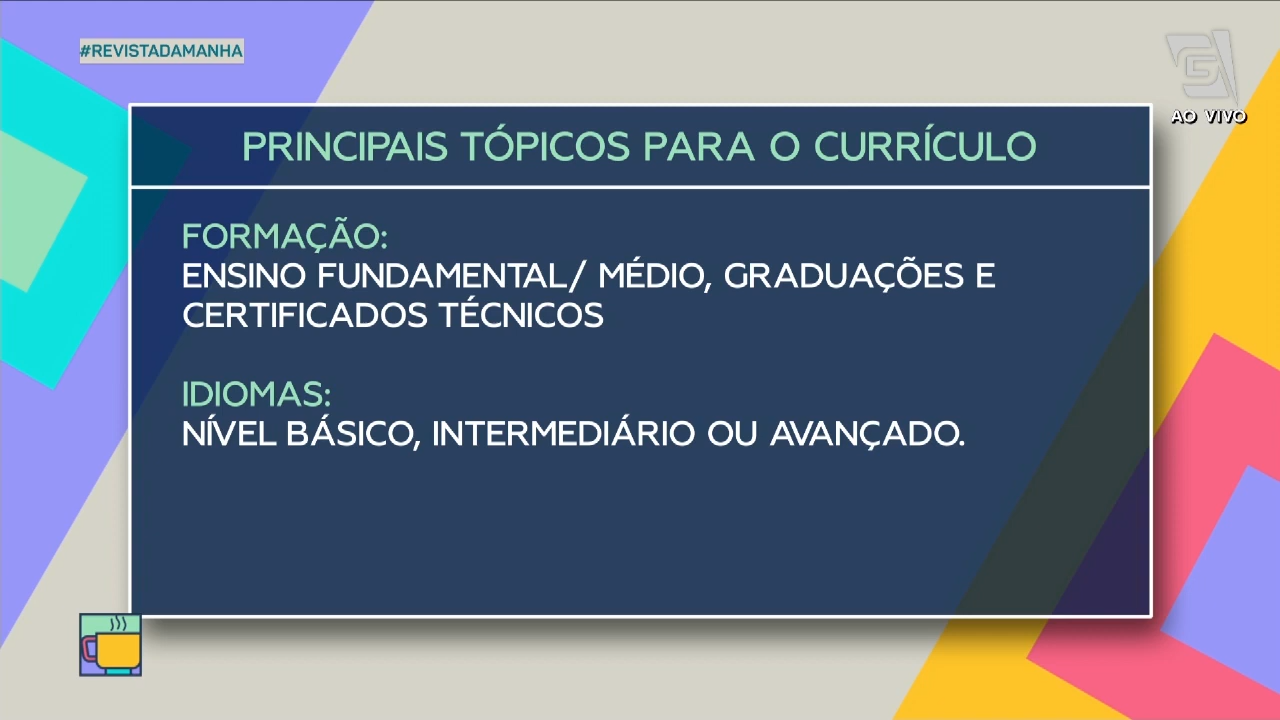 #REVISTADAMANHA
G
AO VIVO
PRINCIPAIS TÓPICOS PARA O CURRÍCULO
FORMAÇÃO:
ENSINO FUNDAMENTAL/ MÉDIO, GRADUAÇÕES E
CERTIFICADOS TÉCNICOS
IDIOMAS:
NÍVEL BÁSICO, INTERMEDIÁRIO OU AVANÇADO.